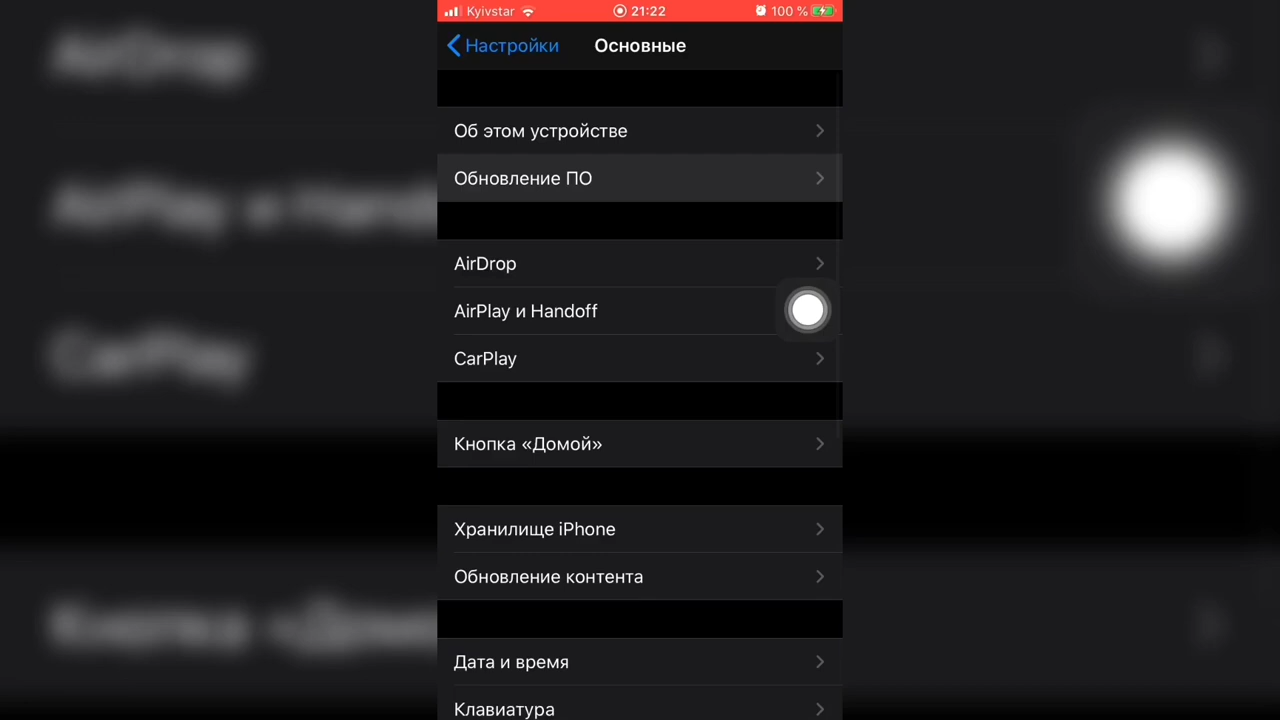 Kyivstar 21:22 100 %
Настройки Основные
Об этом устройстве
Обновление ПО
AirDrop
AirPlay и Handoff
CarPlay
Кнопка «Домой»
Хранилище iPhone
Обновление контента
Дата и время
Клавиатура